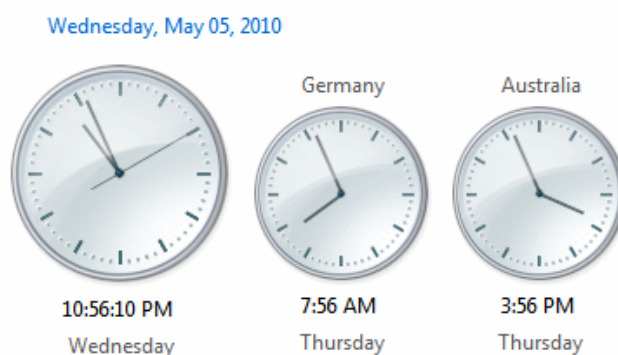 Wednesday, May 05, 2010
Germany
Australia
10:56:10 PM
7:56 AM
3:56 PM
Wednesday
Thursday
Thursday